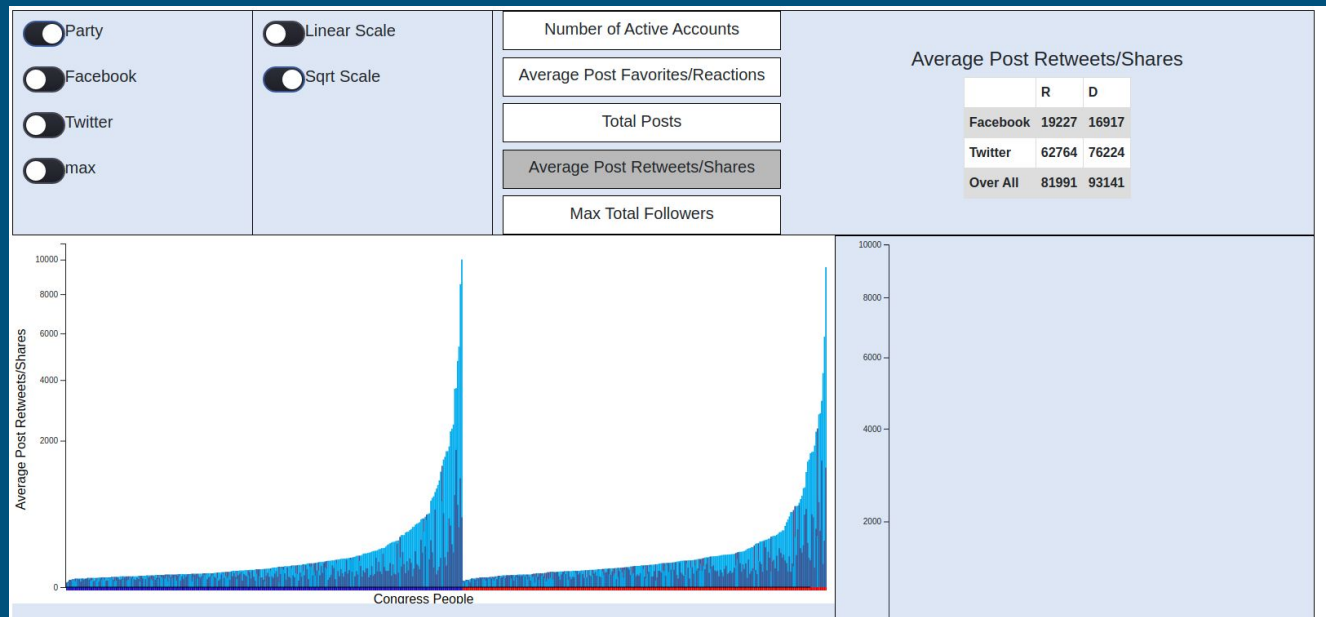 Party
Facebook
Twitter
max
Linear Scale
Sqrt Scale
Number of Active Accounts
Average Post Favorites/Reactions
Total Posts
Average Post Retweets/Shares
Max Total Followers
Average Post Retweets/Shares
R D
Facebook 19227 16917
Twitter 62764 76224
Over All 81991 93141
Average Post Retweets/Shares
10000
8000
6000
4000
2000
0
Congress People
10000
8000
6000
4000
2000